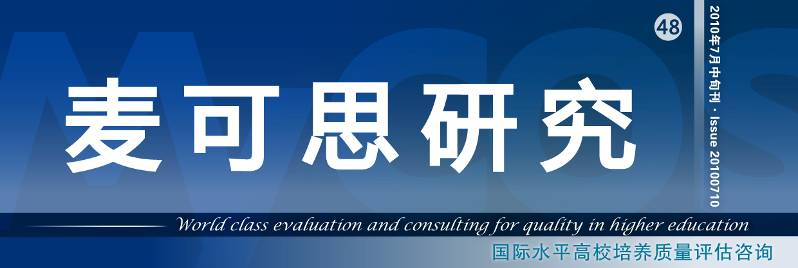 48
2010年7月中旬刊 · Issue 20100710
MyCOS
麦可思研究
World class evaluation and consulting for quality in higher education
国际水平高校培养质量评估咨询